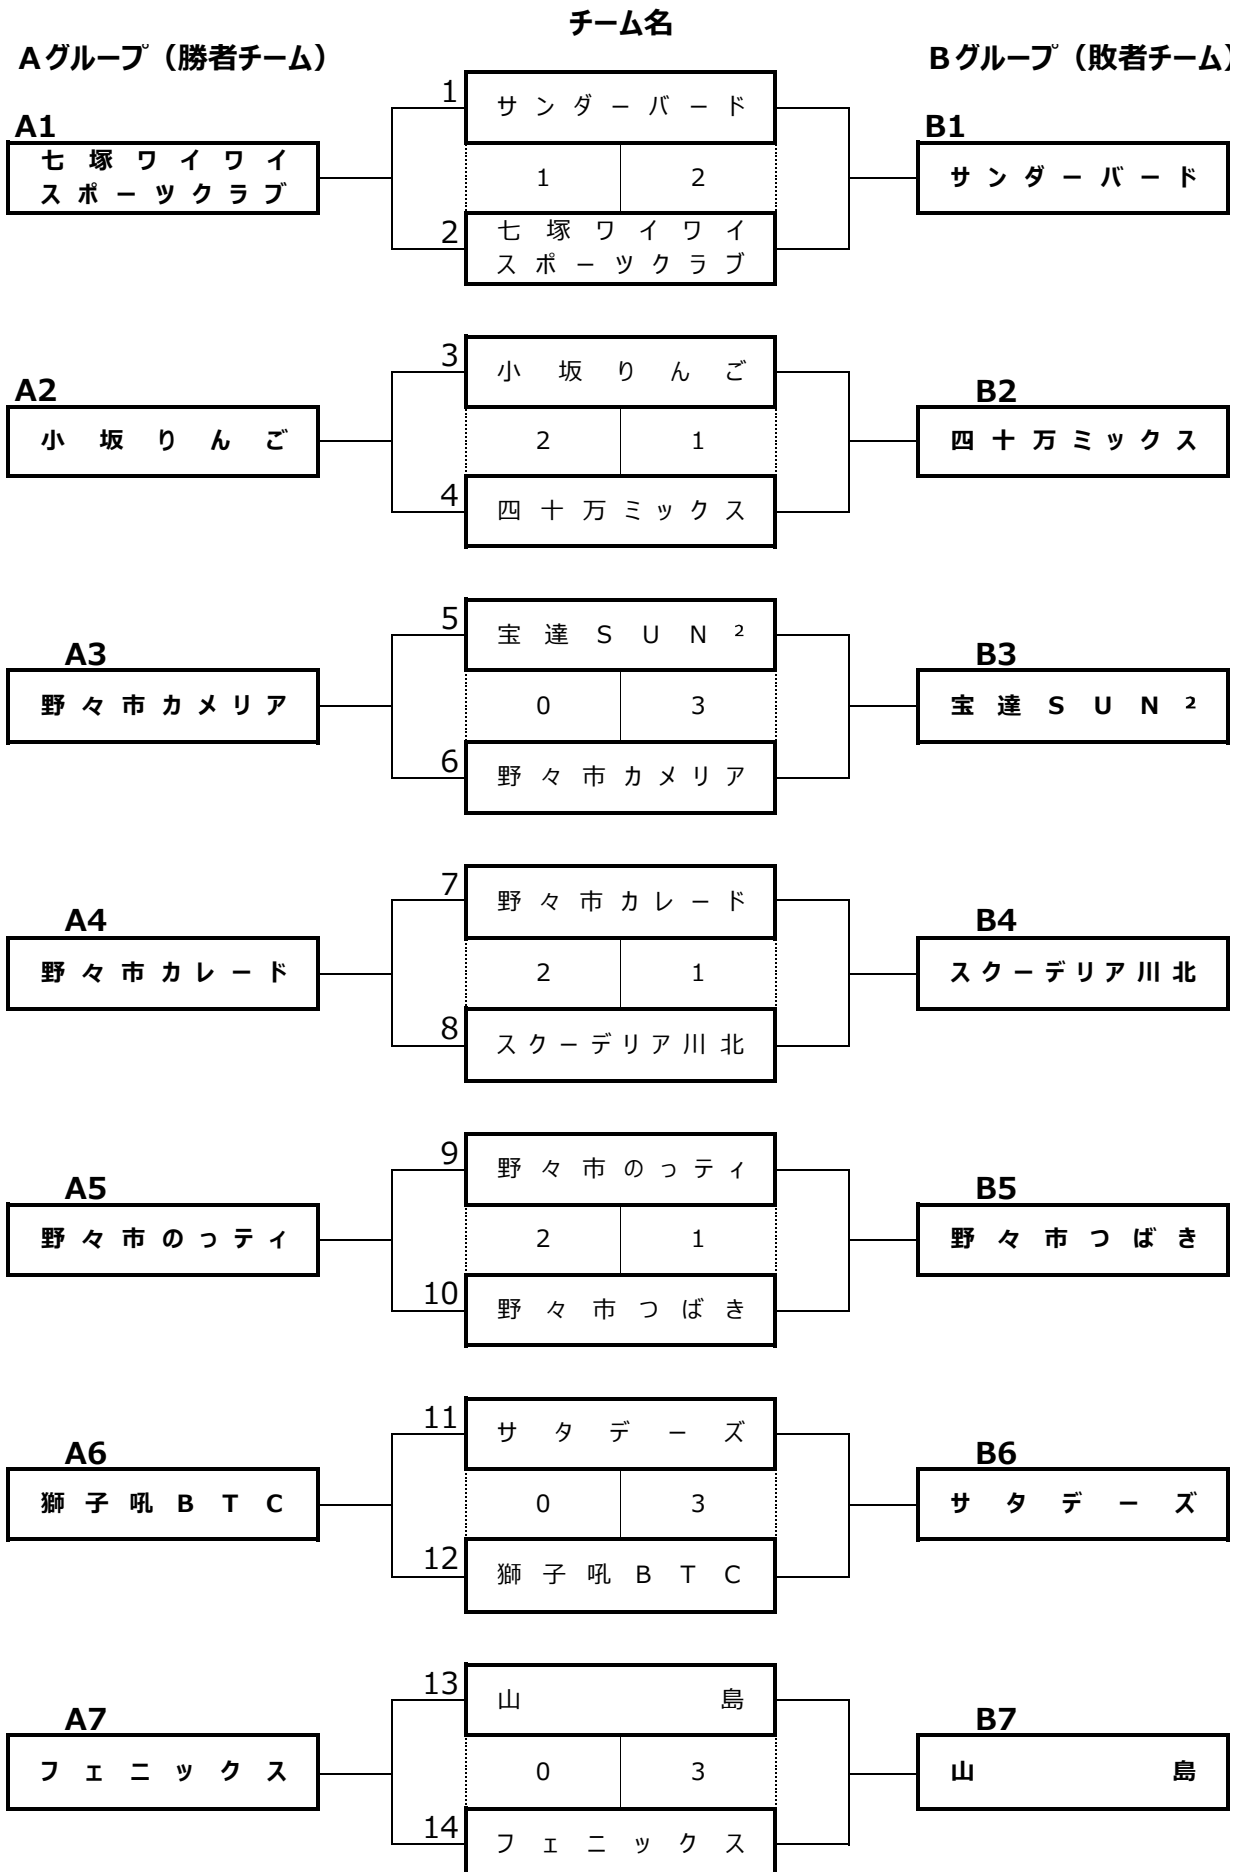 チーム名
Aグループ（勝者チーム）
Bグループ（敗者チーム）
1
サンダーバード
A1
B1
七塚ワイワイ
スポーツクラブ
1 2
サンダーバード
2
七塚ワイワイ
スポーツクラブ
3
小坂りんご
A2
B2
小坂りんご
2 1
四十万ミックス
4
四十万ミックス
5
宝達SUN²
A3
B3
野々市カメリア
0 3
宝達SUN²
6
野々市カメリア
7
野々市カレード
A4
B4
野々市カレード
2 1
スクーデリア川北
8
スクーデリア川北
9
野々市のっティ
A5
B5
野々市のっティ
2 1
野々市つばき
10
野々市つばき
11
サタデーズ
A6
B6
獅子吼BTC
0 3
サタデーズ
12
獅子吼BTC
13
山島
A7
B7
フェニックス
0 3
山島
14
フェニックス